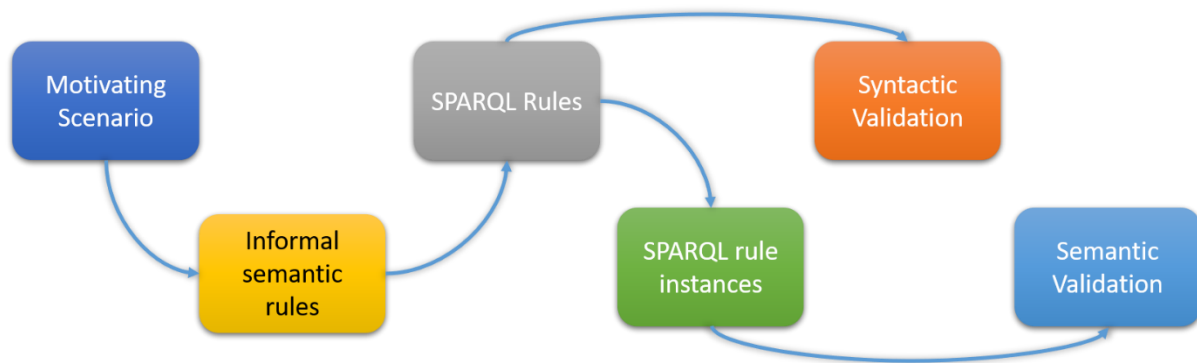 Motivating
Scenario
Informal
semantic
rules
SPARQL Rules
Syntactic
Validation
SPARQL rule
instances
Semantic
Validation